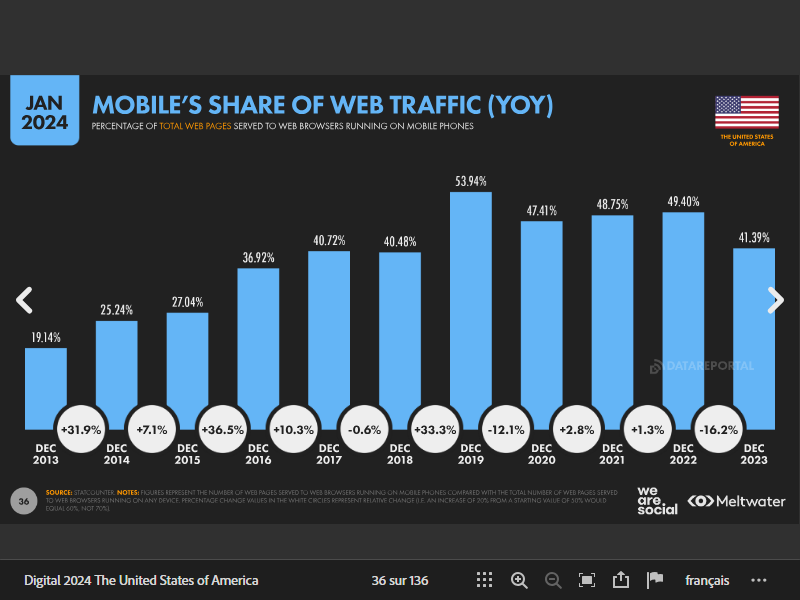 JAN
2024
MOBILE'S SHARE OF WEB TRAFFIC (YOY)
PERCENTAGE OF TOTAL WEB PAGES SERVED TO WEB BROWSERS RUNNING ON MOBILE PHONES
THE UNITED STATES
OF AMERICA
19.14%
25.24%
27.04%
36.92%
40.72%
40.48%
53.94%
47.41%
48.75%
49.40%
41.39%
DATAREPORTAL
+31.9%
+7.1%
+36.5%
+10.3%
-0.6%
+33.3%
-12.1%
+2.8%
+1.3%
-16.2%
DEC
2013
DEC
2014
DEC
2015
DEC
2016
DEC
2017
DEC
2018
DEC
2019
DEC
2020
DEC
2021
DEC
2022
DEC
2023
36
SOURCE: STATCOUNTER. NOTES: FIGURES REPRESENT THE NUMBER OF WEB PAGES SERVED TO WEB BROWSERS RUNNING ON MOBILE PHONES COMPARED WITH THE TOTAL NUMBER OF WEB PAGES SERVED
TO WEB BROWSERS RUNNING ON ANY DEVICE. PERCENTAGE CHANGE VALUES IN THE WHITE CIRCLES REPRESENT RELATIVE CHANGE (I.E. AN INCREASE OF 20% FROM A STARTING VALUE OF 50% WOULD
EQUAL 60%, NOT 70%).
we
are.
social
Meltwater
Digital 2024 The United States of America
36 sur 136
français